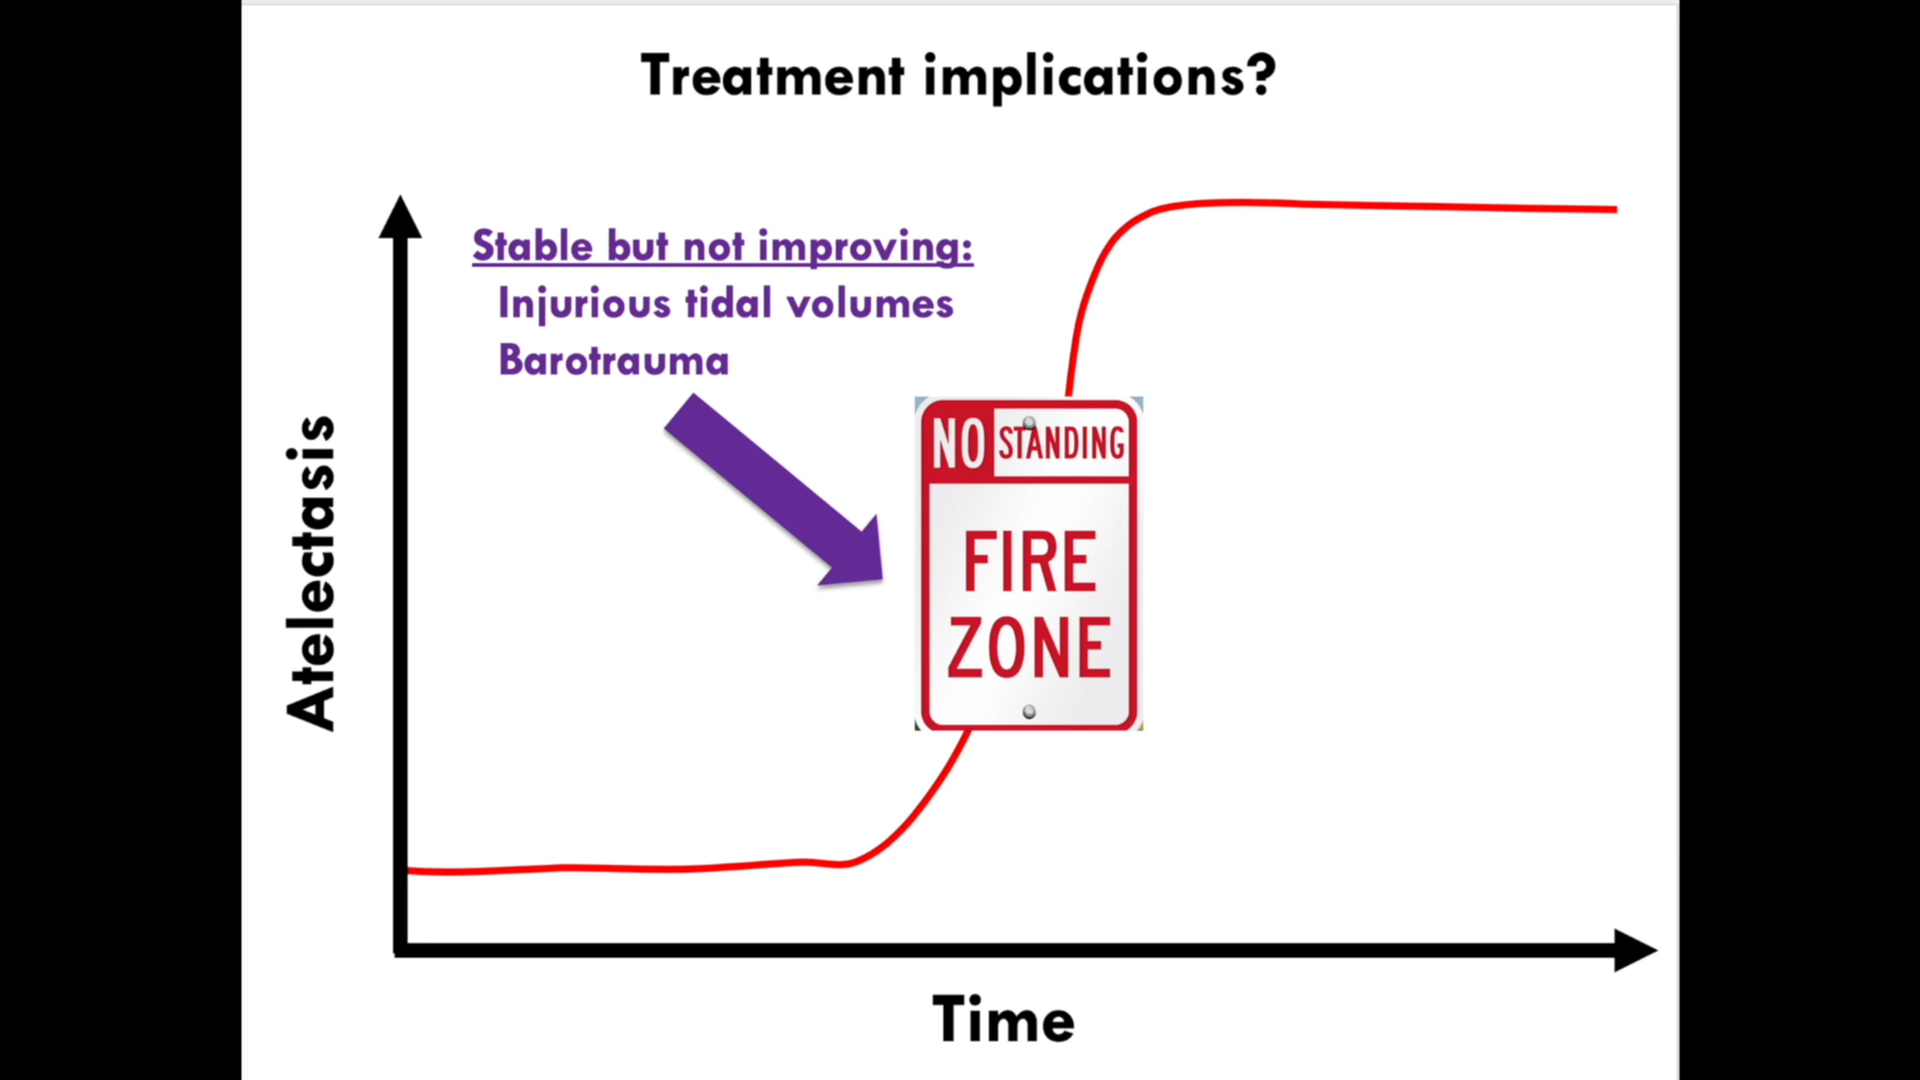 Treatment implications?
Stable but not improving:
Injurious tidal volumes
Barotrauma
NO STANDING
FIRE
ZONE
Atelectasis
Time